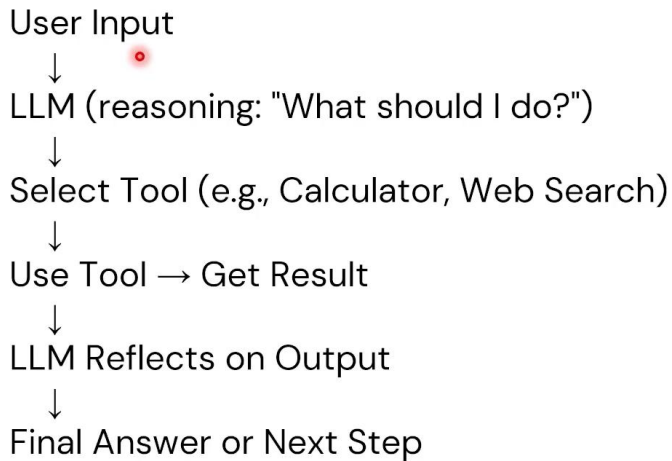 User Input
↓
LLM (reasoning: "What should I do?")
↓
Select Tool (e.g., Calculator, Web Search)
↓
Use Tool → Get Result
↓
LLM Reflects on Output
↓
Final Answer or Next Step